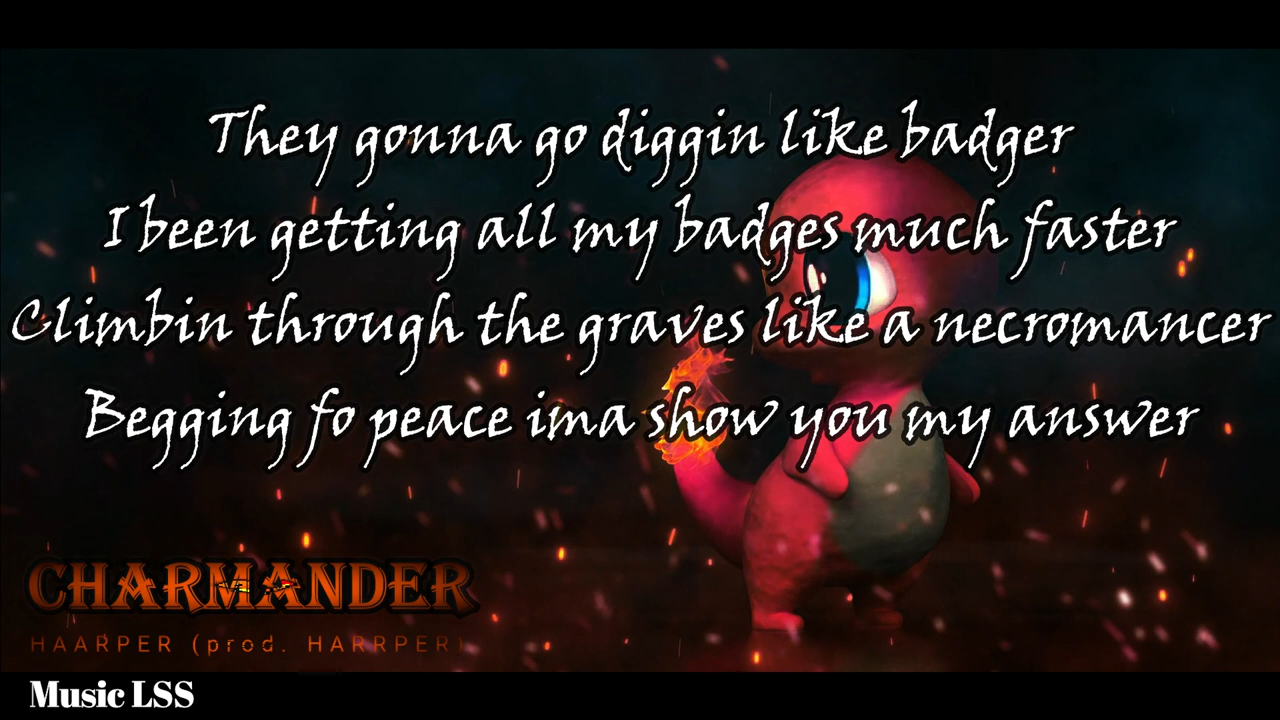 They gonna go diggin like badger
I been getting all my badges much faster
Climbin through the graves like a necromancer
Begging fo peace ima show you my answer
CHARMANDER
HAARPER (prod. HARRPER)
Music LSS